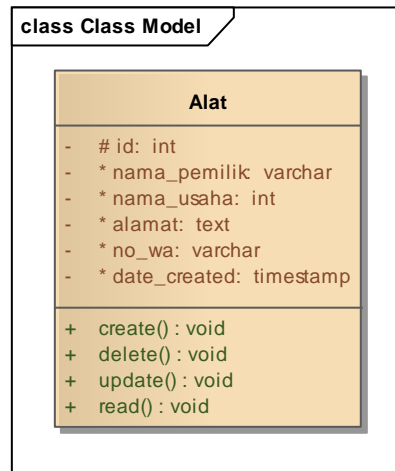 class Class Model
Alat
- # id: int
- * nama_pemilik: varchar
- * nama_usaha: int
- * alamat: text
- * no_wa: varchar
- * date_created: timestamp
+ create() : void
+ delete() : void
+ update() : void
+ read() : void